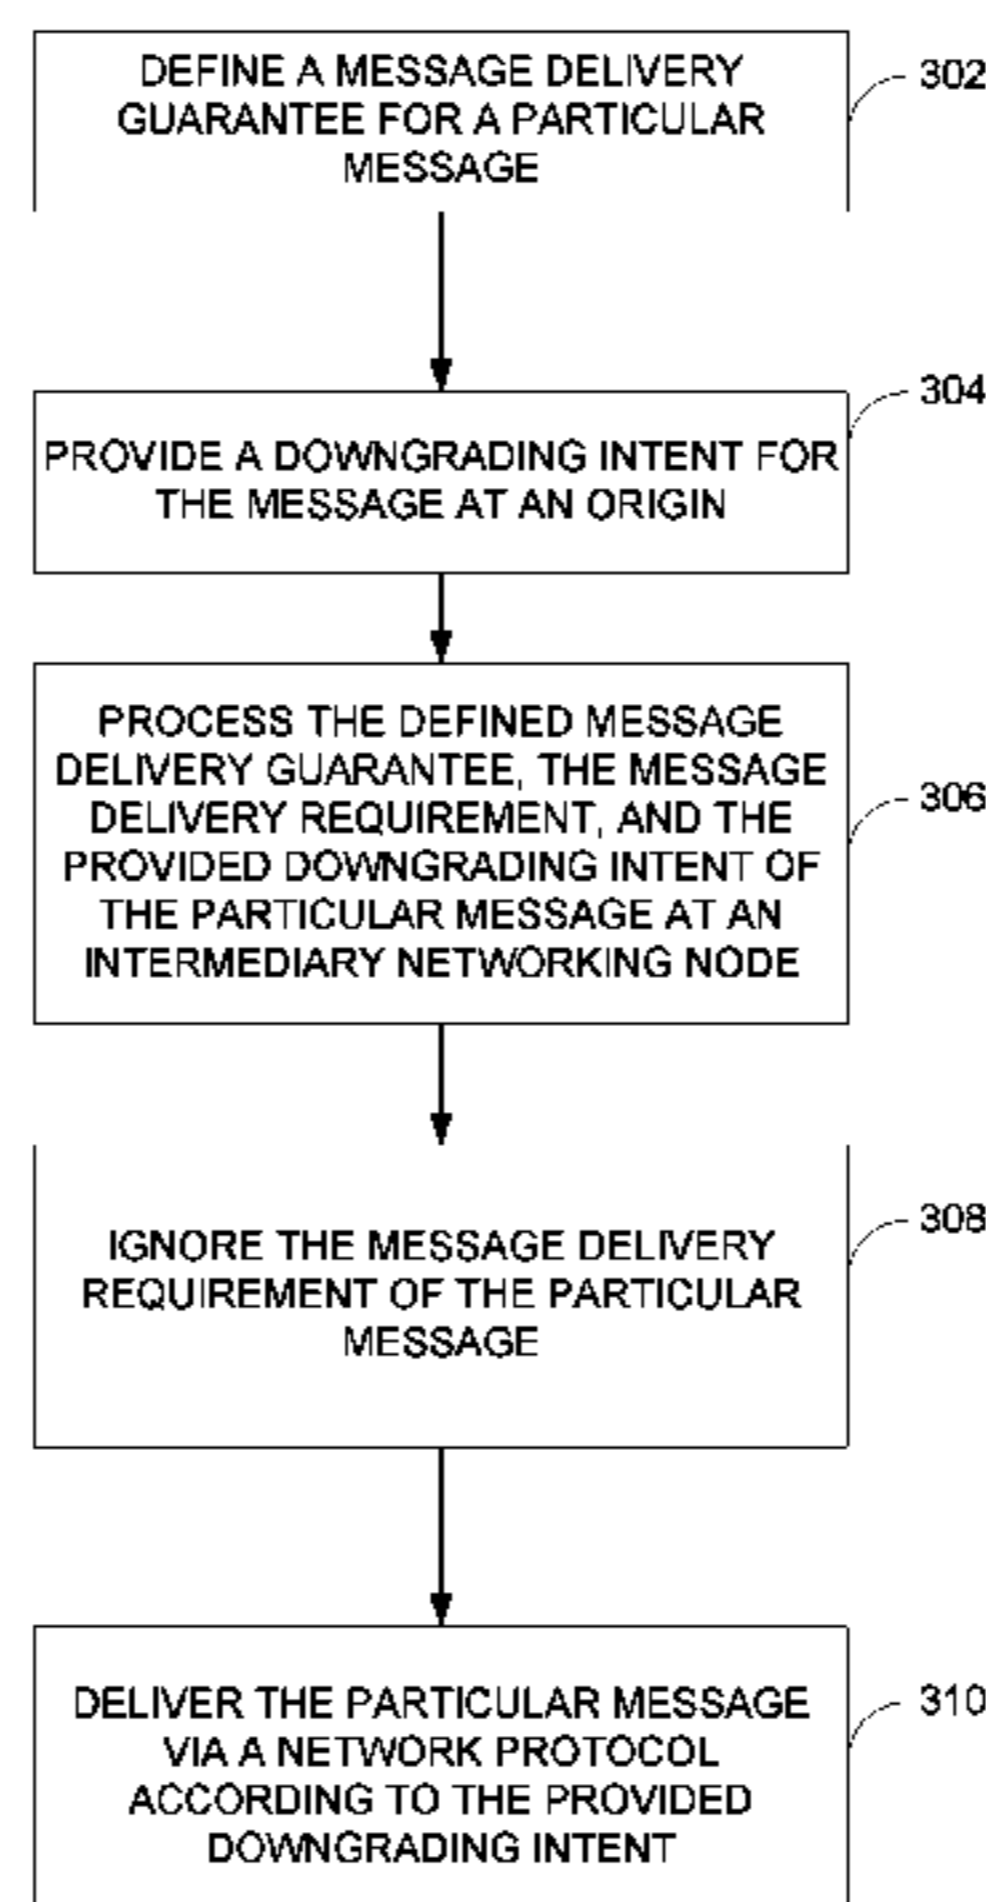 DEFINE A MESSAGE DELIVERY
GUARANTEE FOR A PARTICULAR
MESSAGE
302
PROVIDE A DOWNGRADING INTENT FOR
THE MESSAGE AT AN ORIGIN
304
PROCESS THE DEFINED MESSAGE
DELIVERY GUARANTEE, THE MESSAGE
DELIVERY REQUIREMENT, AND THE
PROVIDED DOWNGRADING INTENT OF
THE PARTICULAR MESSAGE AT AN
INTERMEDIARY NETWORKING NODE
306
IGNORE THE MESSAGE DELIVERY
REQUIREMENT OF THE PARTICULAR
MESSAGE
308
DELIVER THE PARTICULAR MESSAGE
VIA A NETWORK PROTOCOL
ACCORDING TO THE PROVIDED
DOWNGRADING INTENT
310